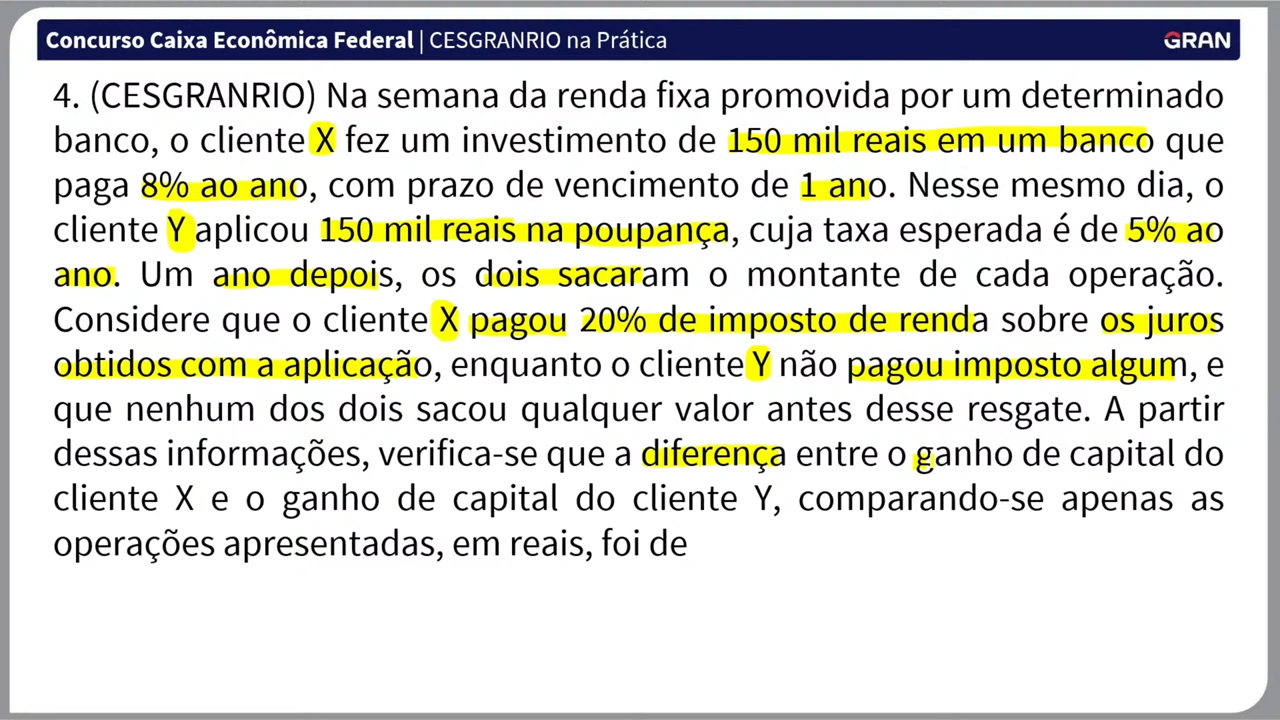 Concurso Caixa Econômica Federal | CESGRANRIO na Prática
GRAN
4. (CESGRANRIO) Na semana da renda fixa promovida por um determinado
banco, o cliente X fez um investimento de 150 mil reais em um banco que
paga 8% ao ano, com prazo de vencimento de 1 ano. Nesse mesmo dia, o
cliente Y aplicou 150 mil reais na poupança, cuja taxa esperada é de 5% ao
ano. Um ano depois, os dois sacaram o montante de cada operação.
Considere que o cliente X pagou 20% de imposto de renda sobre os juros
obtidos com a aplicação, enquanto o cliente Y não pagou imposto algum, e
que nenhum dos dois sacou qualquer valor antes desse resgate. A partir
dessas informações, verifica-se que a diferença entre o ganho de capital do
cliente X e o ganho de capital do cliente Y, comparando-se apenas as
operações apresentadas, em reais, foi de